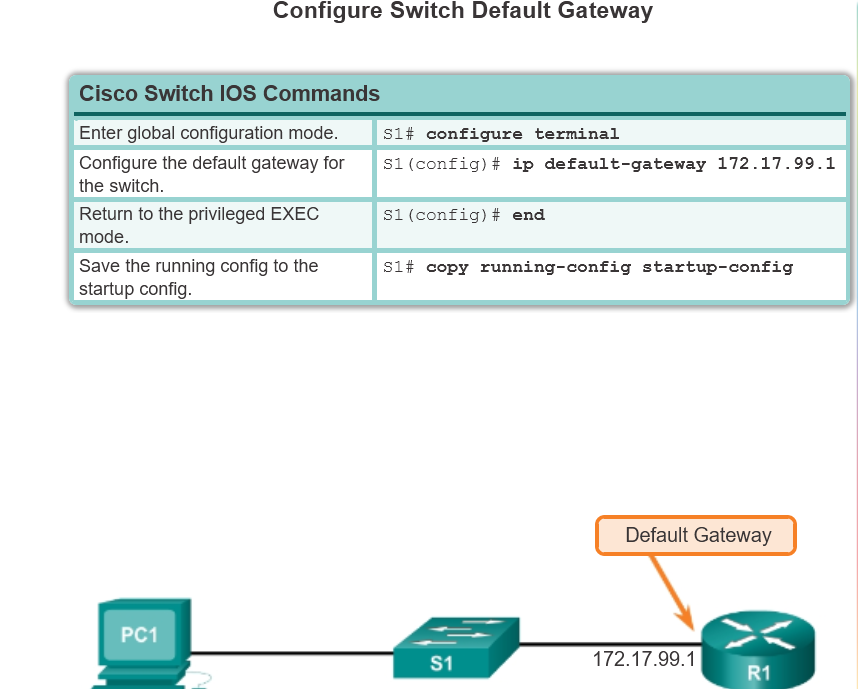 Configure Switch Default Gateway
Cisco Switch IOS Commands
Enter global configuration mode.
S1# configure terminal
Configure the default gateway for
the switch.
S1(config)# ip default-gateway 172.17.99.1
Return to the privileged EXEC
mode.
S1(config)# end
Save the running config to the
startup config.
S1# copy running-config startup-config
Default Gateway
PC1
S1
172.17.99.1
R1